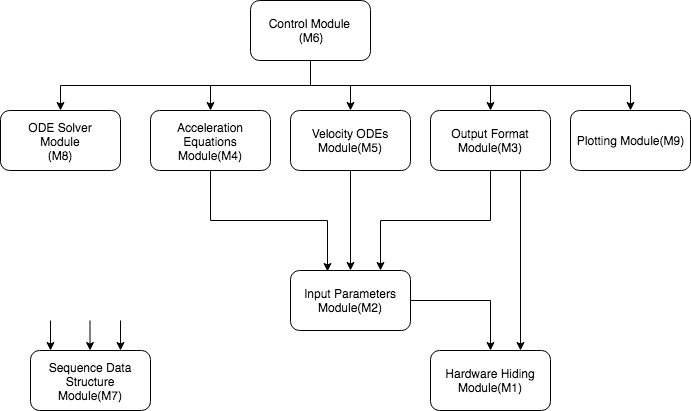 Control Module
(M6)
ODE Solver
Module
(M8)
Acceleration
Equations
Module(M4)
Velocity ODEs
Module(M5)
Output Format
Module(M3)
Plotting Module(M9)
Input Parameters
Module(M2)
Sequence Data
Structure
Module(M7)
Hardware Hiding
Module(M1)